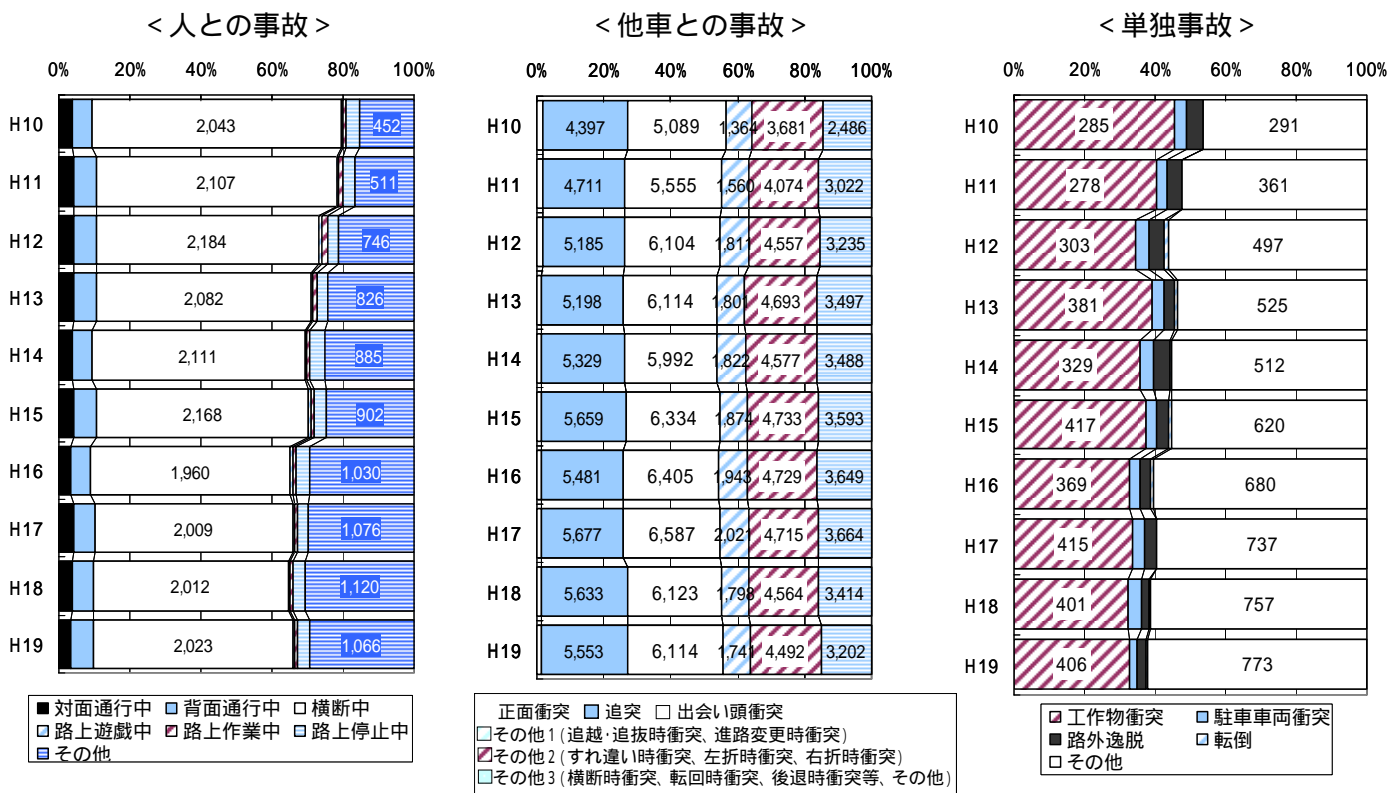 ＜人との事故＞
0% 20% 40% 60% 80% 100%
H10 2,043 452
H11 2,107 511
H12 2,184 746
H13 2,082 826
H14 2,111 885
H15 2,168 902
H16 1,960 1,030
H17 2,009 1,076
H18 2,012 1,120
H19 2,023 1,066
対面通行中 背面通行中 横断中
路上遊戯中 路上作業中 路上停止中
その他
＜他車との事故＞
0% 20% 40% 60% 80% 100%
H10 4,397 5,089 1,364 3,681 2,486
H11 4,711 5,555 1,560 4,074 3,022
H12 5,185 6,104 1,811 4,557 3,235
H13 5,198 6,114 1,801 4,693 3,497
H14 5,329 5,992 1,822 4,577 3,488
H15 5,659 6,334 1,874 4,733 3,593
H16 5,481 6,405 1,943 4,729 3,649
H17 5,677 6,587 2,021 4,715 3,664
H18 5,633 6,123 1,798 4,564 3,414
H19 5,553 6,114 1,741 4,492 3,202
正面衝突 追突 出会い頭衝突
その他1(追越・追抜時衝突、進路変更時衝突)
その他2(すれ違い時衝突、左折時衝突、右折時衝突)
その他3(横断時衝突、転回時衝突、後退時衝突等、その他)
＜単独事故＞
0% 20% 40% 60% 80% 100%
H10 285 291
H11 278 361
H12 303 497
H13 381 525
H14 329 512
H15 417 620
H16 369 680
H17 415 737
H18 401 757
H19 406 773
工作物衝突 駐車車両衝突
路外逸脱 転倒
その他